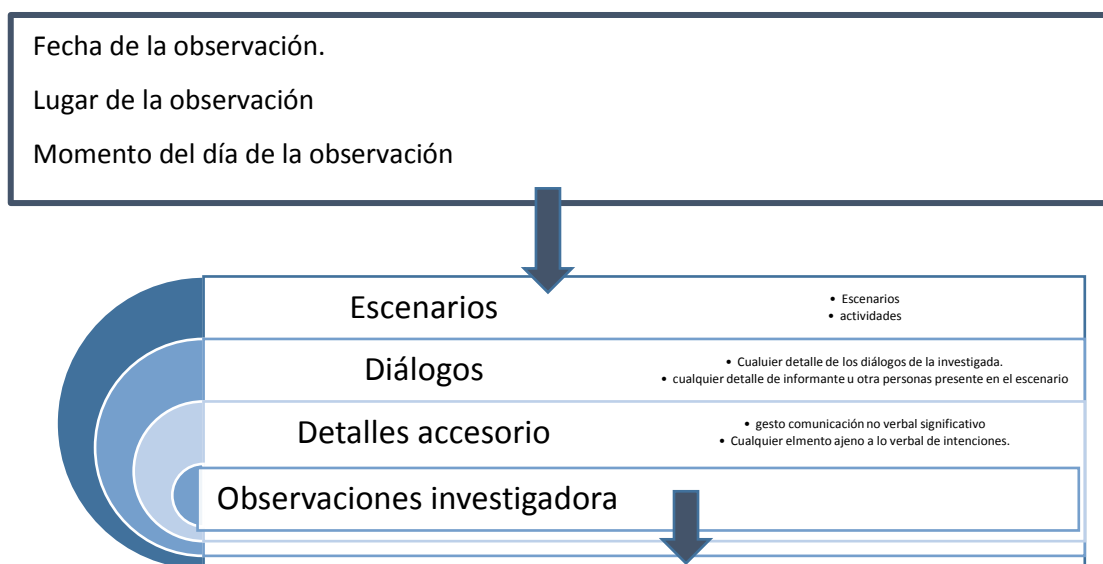 Fecha de la observación.
Lugar de la observación
Momento del día de la observación
Escenarios
• Escenarios
• actividades
Diálogos
• Cualuier detalle de los diálogos de la investigada.
• cualquier detalle de informante u otra personas presente en el escenario
Detalles accesorio
• gesto comunicación no verbal significativo
• Cualquier elmento ajeno a lo verbal de intenciones.
Observaciones investigadora